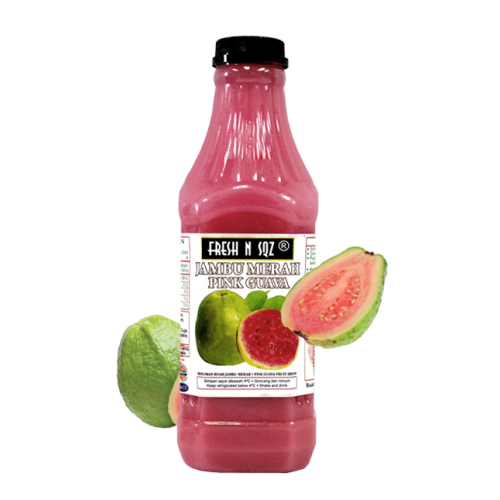 FRESH N SQZ ®
JAMBU MERAH
PINK GUAVA
MINUMAN BUAH JAMBU MERAH • PINK GUAVA FRUIT DRINK
Simpan sejuk dibawah 4°C • Goncang dan minum
Keep refrigerated below 4°C • Shake and drink